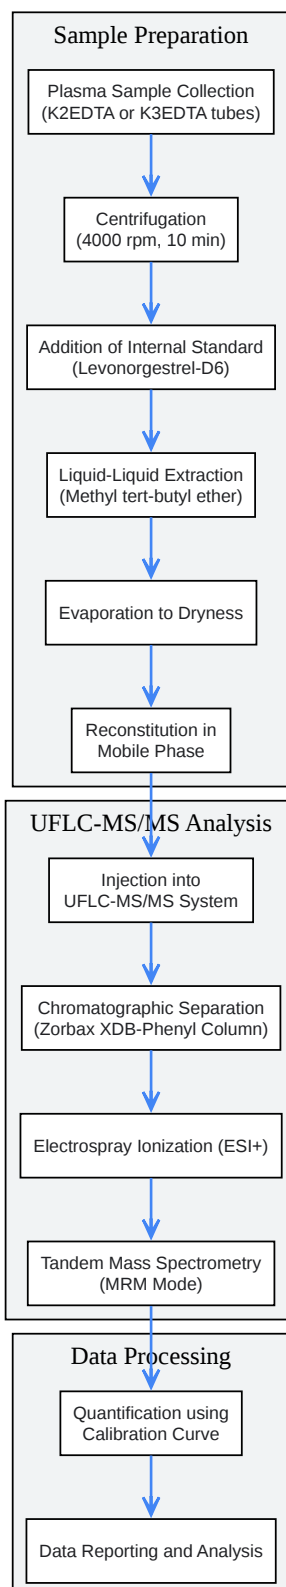 Sample Preparation
Plasma Sample Collection
(K2EDTA or K3EDTA tubes)
Centrifugation
(4000 rpm, 10 min)
Addition of Internal Standard
(Levonorgestrel-D6)
Liquid-Liquid Extraction
(Methyl tert-butyl ether)
Evaporation to Dryness
Reconstitution in
Mobile Phase
UFLC-MS/MS Analysis
Injection into
UFLC-MS/MS System
Chromatographic Separation
(Zorbax XDB-Phenyl Column)
Electrospray Ionization (ESI+)
Tandem Mass Spectrometry
(MRM Mode)
Data Processing
Quantification using
Calibration Curve
Data Reporting and Analysis